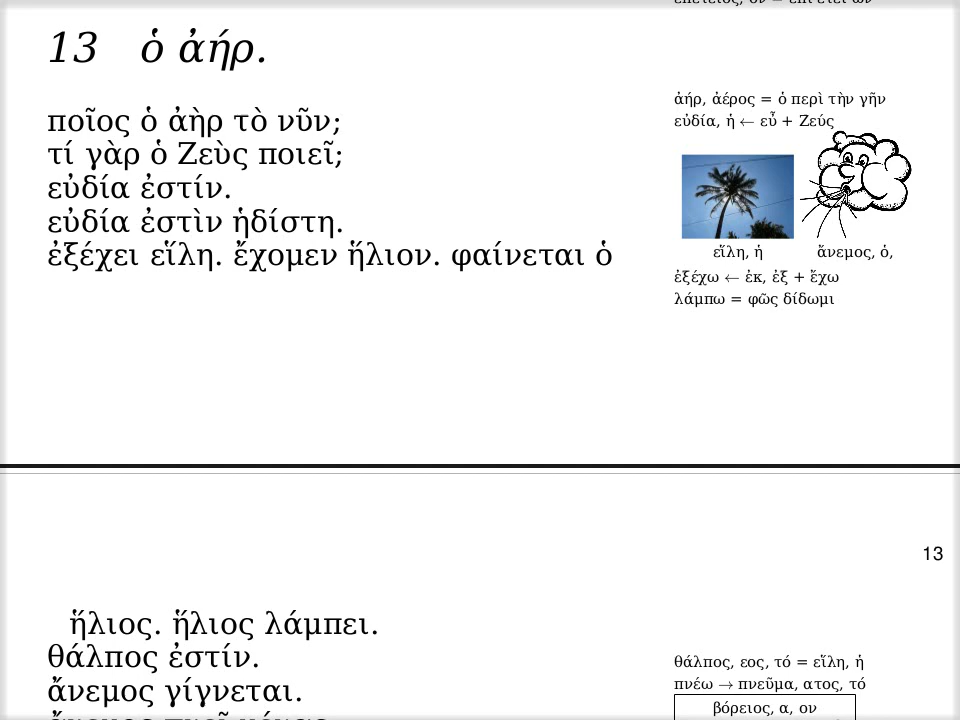 13 ὁ ἀήρ.
ποῖος ὁ ἀὴρ τὸ νῦν;
τί γὰρ ὁ Ζεὺς ποιεῖ;
εὐδία ἐστίν.
εὐδία ἐστὶν ἡδίστη.
ἐξέχει εἵλη. ἔχομεν ἥλιον. φαίνεται ὁ
ἀήρ, ἀέρος = ὁ περὶ τὴν γῆν
εὐδία, ἡ ← εὖ + Ζεύς
εἵλη, ἡ
ἄνεμος, ὁ,
ἐξέχω ← ἐκ, ἐξ + ἔχω
λάμπω = φῶς δίδωμι
13
ἥλιος. ἥλιος λάμπει.
θάλπος ἐστίν.
ἄνεμος γίγνεται.
θάλπος, εος, τό = εἵλη, ἡ
πνέω → πνεῦμα, ατος, τό
βόρειος, α, ον